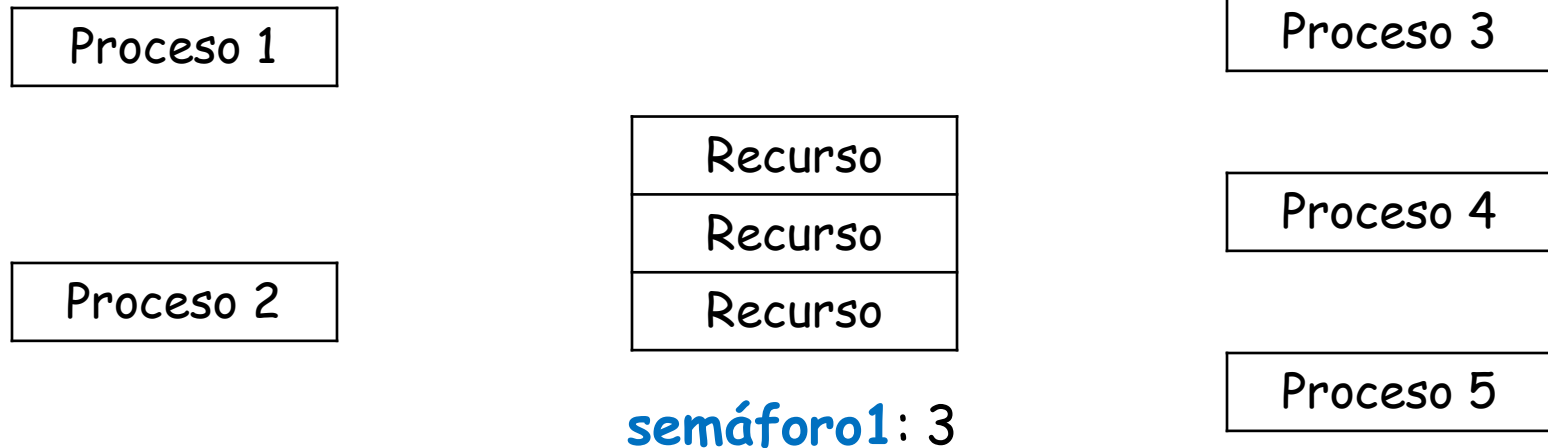 Proceso 1
Proceso 2
Recurso
Recurso
Recurso
semáforo1: 3
Proceso 3
Proceso 4
Proceso 5